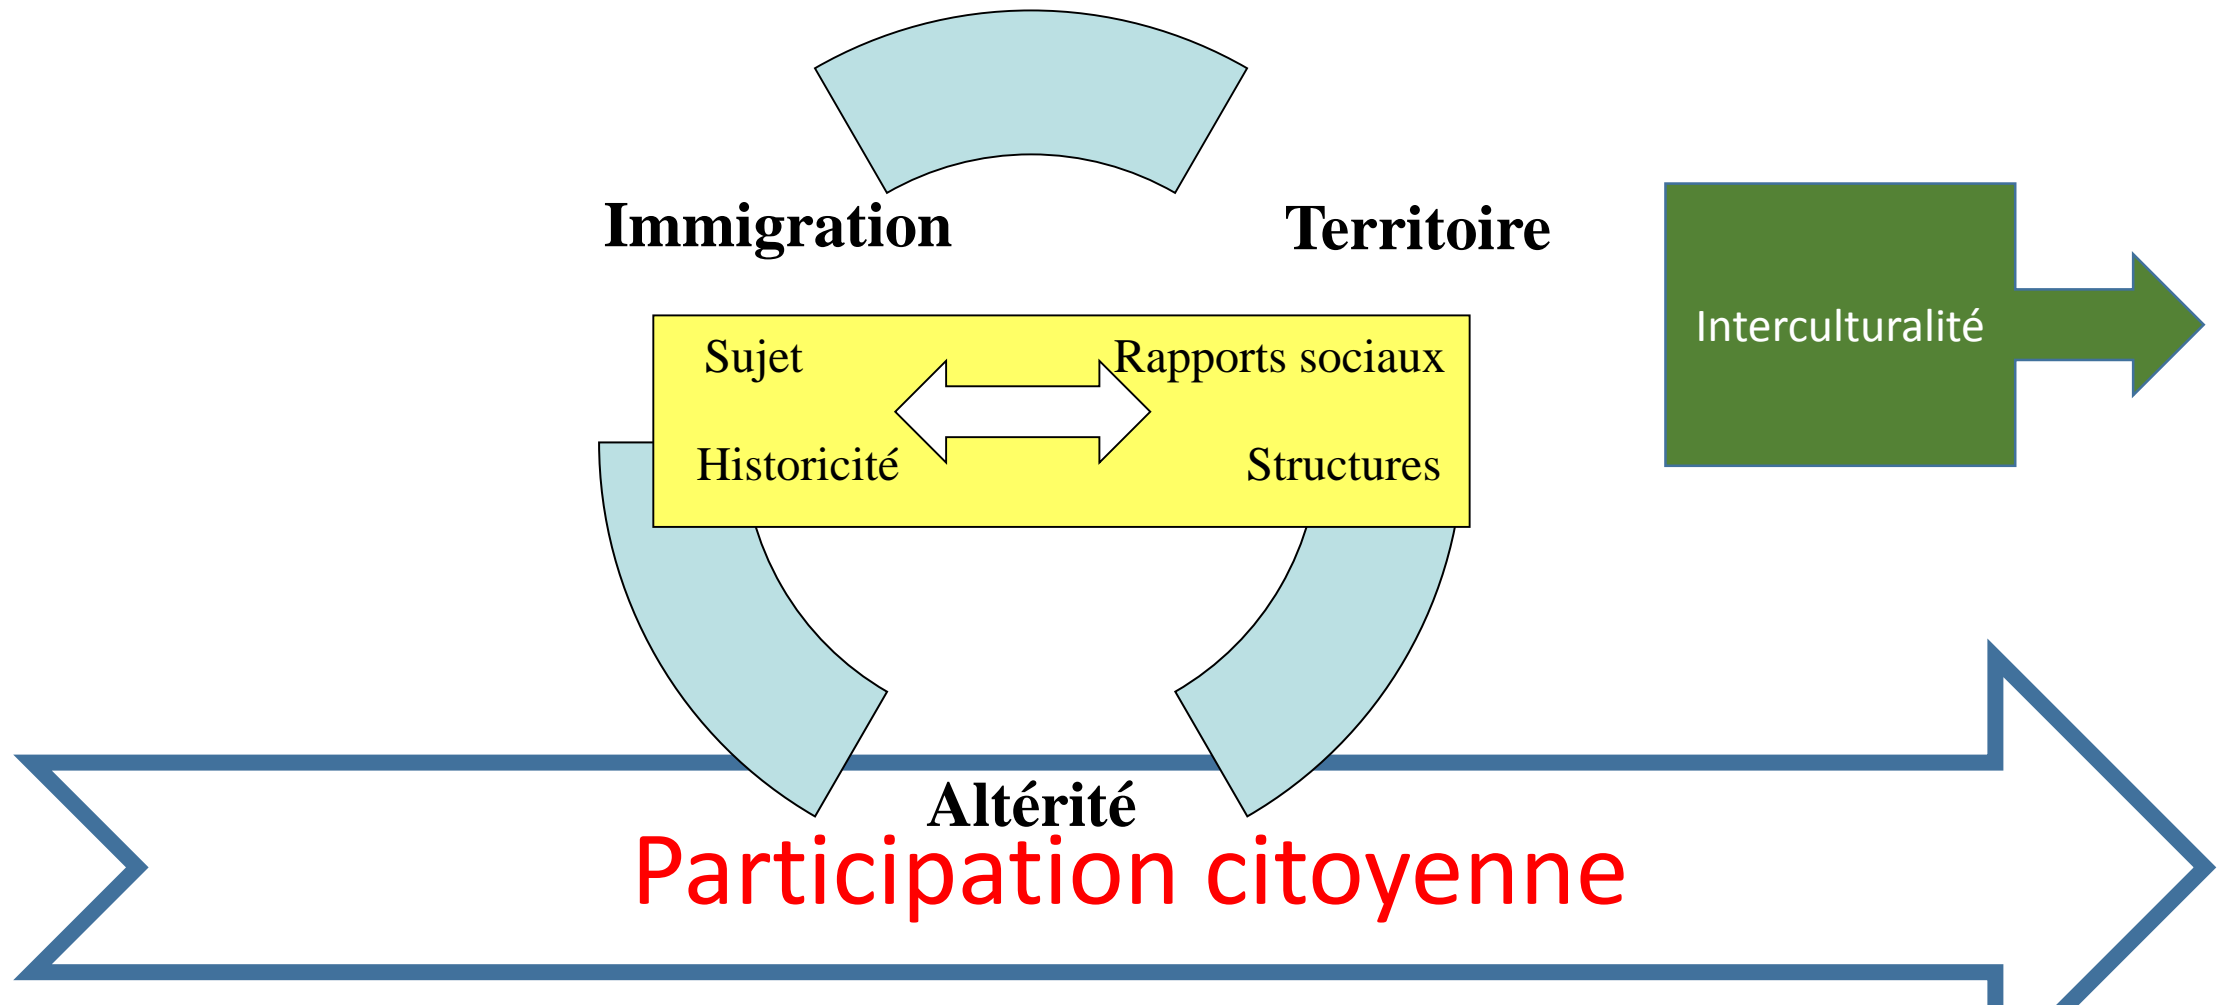 Immigration
Territoire
Sujet
Rapports sociaux
Historicité
Structures
Interculturalité
Altérité
Participation citoyenne